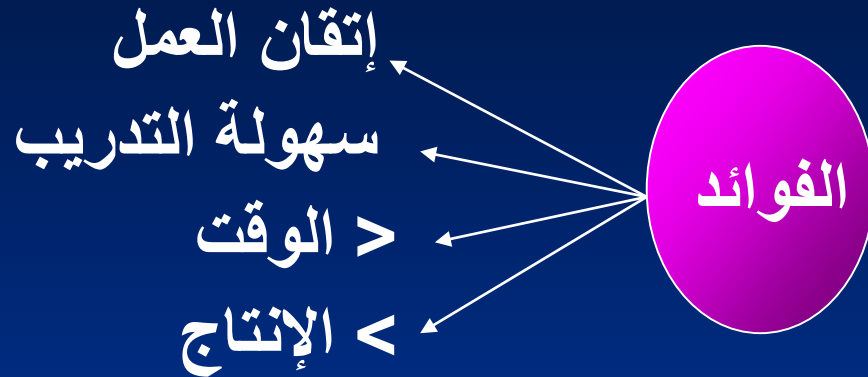 الفوائد
إتقان العمل
سهولة التدريب
< الوقت
> الإنتاج